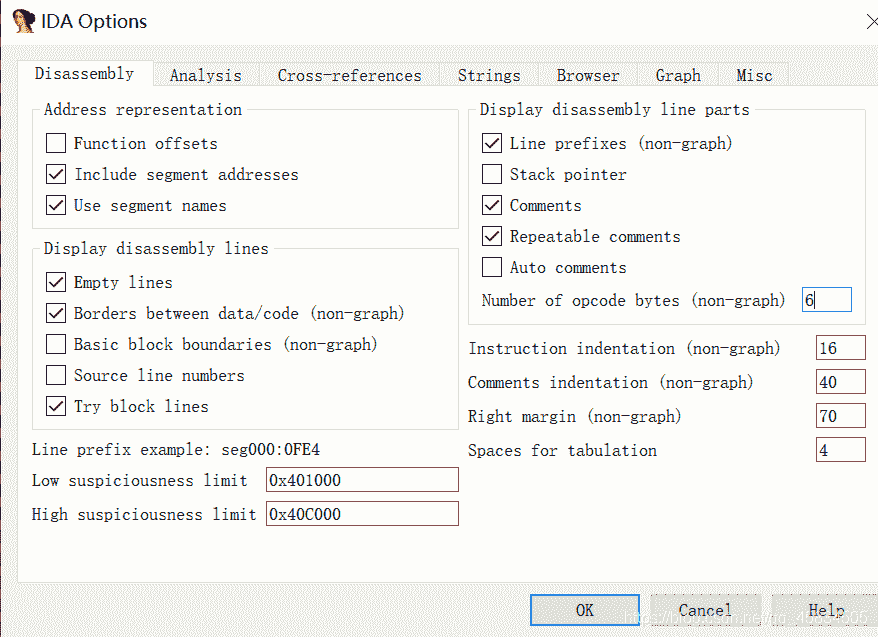 IDA Options
Disassembly Analysis Cross-references Strings Browser Graph Misc
Address representation
Function offsets
Include segment addresses
Use segment names
Display disassembly lines
Empty lines
Borders between data/code (non-graph)
Basic block boundaries (non-graph)
Source line numbers
Try block lines
Line prefix example: seg000:0FE4
Low suspiciousness limit 0x401000
High suspiciousness limit 0x40C000
Display disassembly line parts
Line prefixes (non-graph)
Stack pointer
Comments
Repeatable comments
Auto comments
Number of opcode bytes (non-graph) 6
Instruction indentation (non-graph) 16
Comments indentation (non-graph) 40
Right margin (non-graph) 70
Spaces for tabulation 4
OK Cancel Help